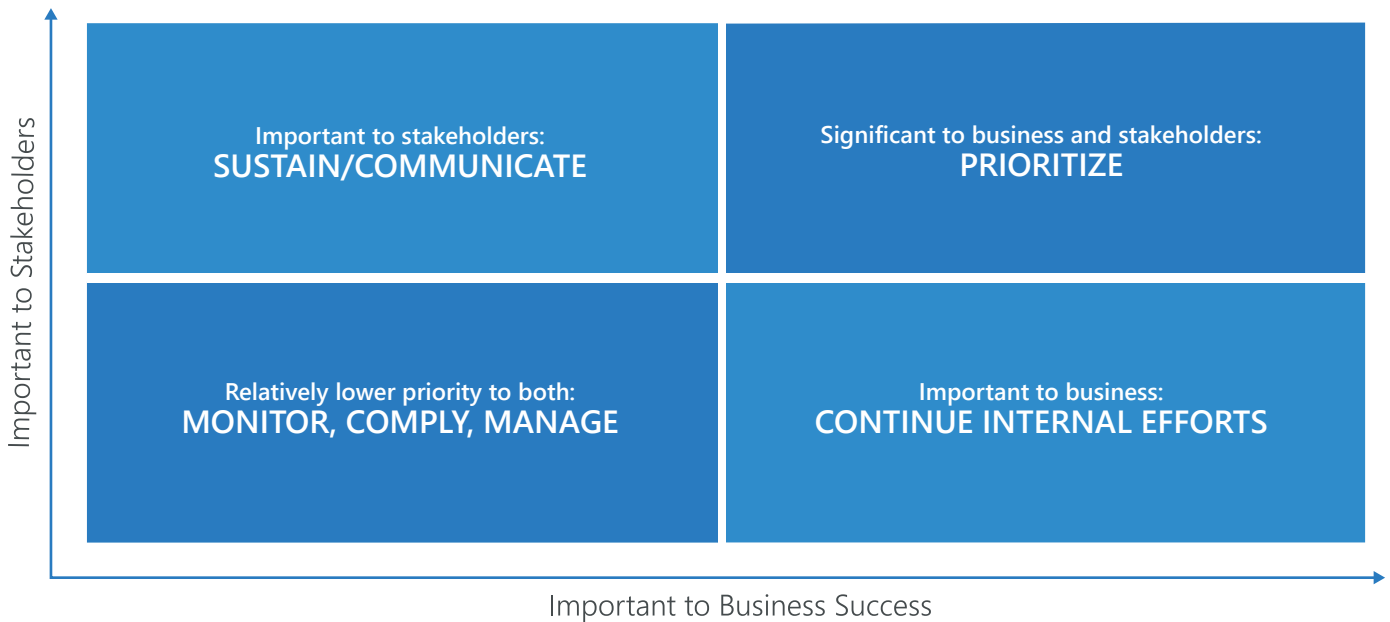 Important to Stakeholders
Important to stakeholders:
SUSTAIN/COMMUNICATE
Significant to business and stakeholders:
PRIORITIZE
Relatively lower priority to both:
MONITOR, COMPLY, MANAGE
Important to business:
CONTINUE INTERNAL EFFORTS
Important to Business Success